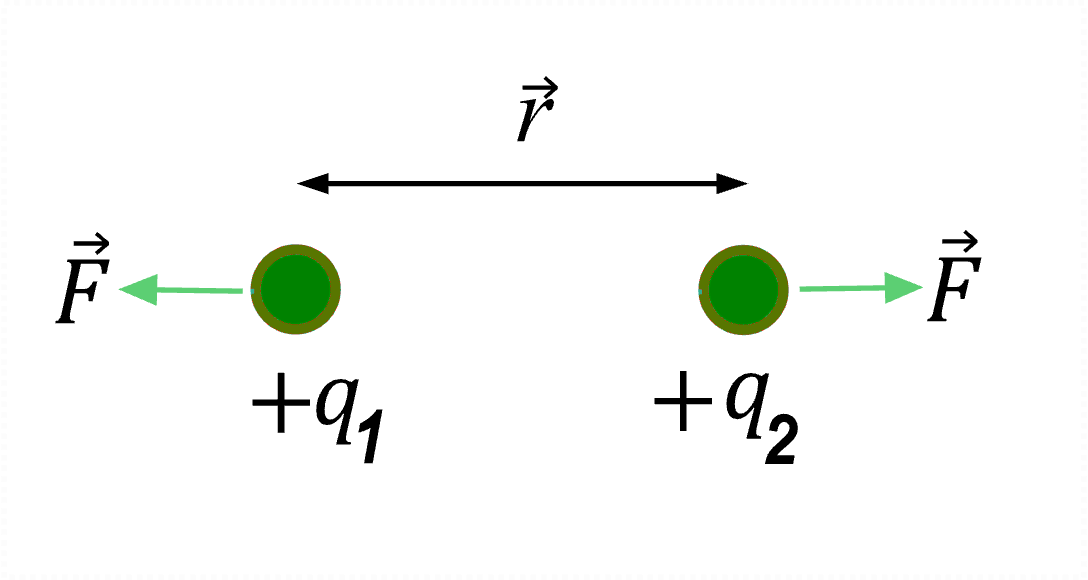 r⃗
F⃗ F⃗
+q₁ +q₂